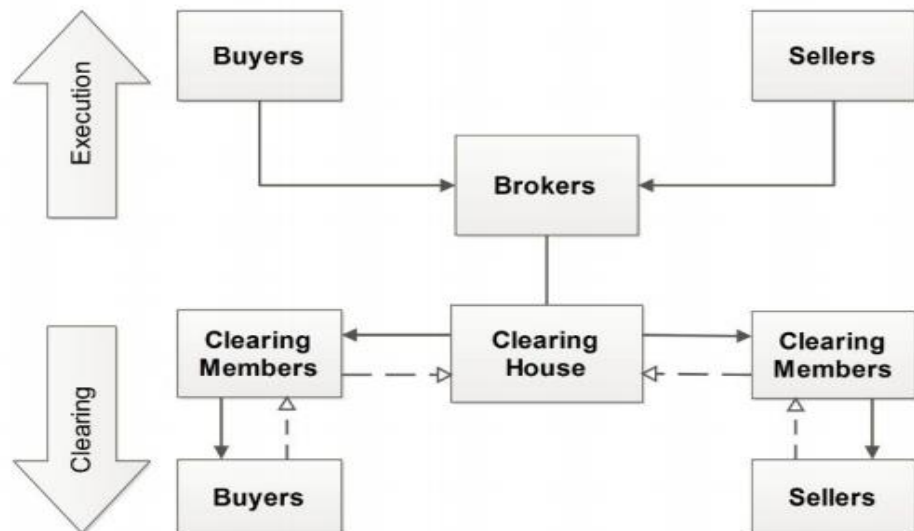 Execution
Buyers
Sellers
Brokers
Clearing
Members
Clearing
House
Clearing
Members
Clearing
Buyers
Sellers